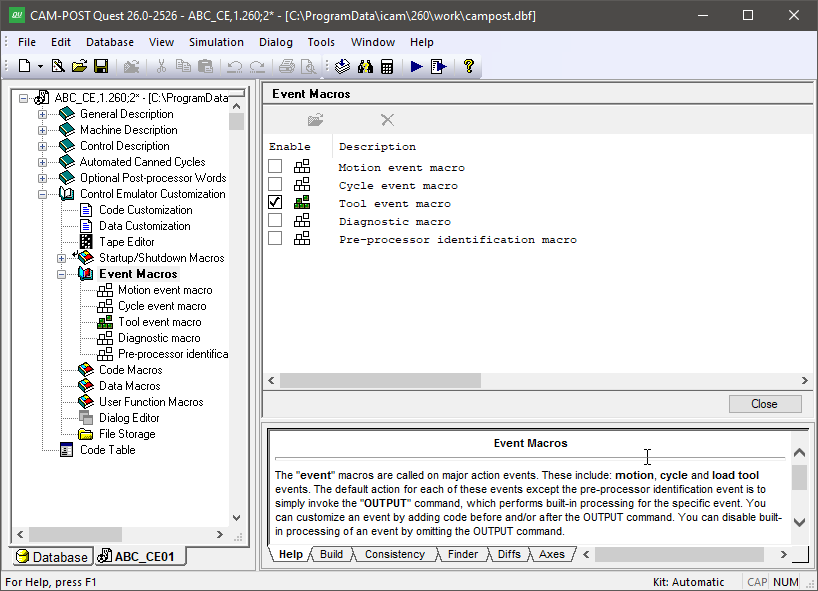 CAM-POST Quest 26.0-2526 - ABC_CE,1.260;2* - [C:\ProgramData\icam\260\work\campost.dbf]
File Edit Database View Simulation Dialog Tools Window Help
ABC_CE,1.260;2* - [C:\ProgramData
General Description
Machine Description
Control Description
Automated Canned Cycles
Optional Post-processor Words
Control Emulator Customization
Code Customization
Data Customization
Tape Editor
Startup/Shutdown Macros
Event Macros
Motion event macro
Cycle event macro
Tool event macro
Diagnostic macro
Pre-processor identifica
Code Macros
Data Macros
User Function Macros
Dialog Editor
File Storage
Code Table
Database ABC_CE01
Event Macros
Enable Description
Motion event macro
Cycle event macro
Tool event macro
Diagnostic macro
Pre-processor identification macro
Close
Event Macros
The "event" macros are called on major action events. These include: motion, cycle and load tool
events. The default action for each of these events except the pre-processor identification event is to
simply invoke the "OUTPUT" command, which performs built-in processing for the specific event. You
can customize an event by adding code before and/or after the OUTPUT command. You can disable built-
in processing of an event by omitting the OUTPUT command.
Help Build Consistency Finder Diffs Axes
For Help, press F1 Kit: Automatic CAP NUM